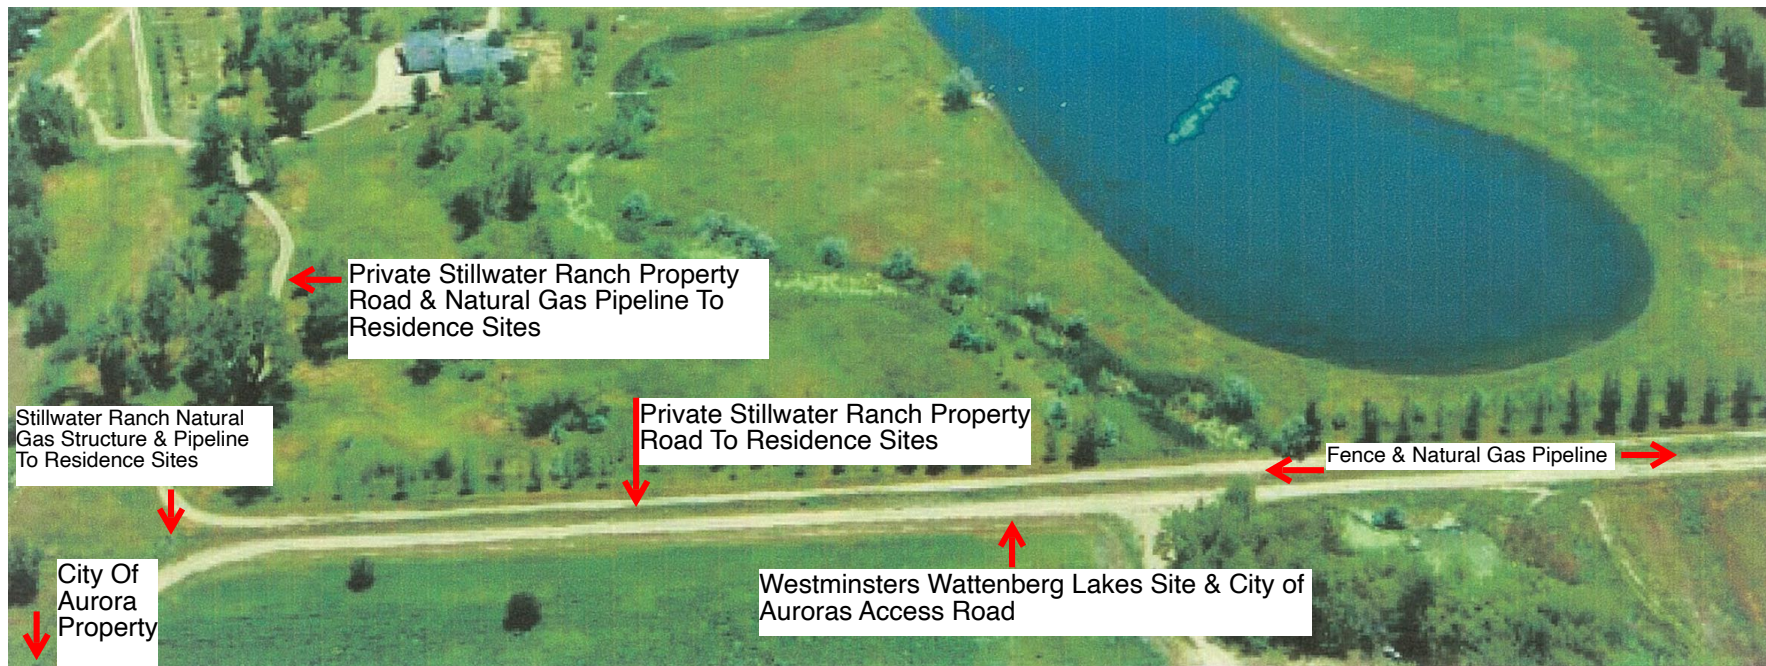 Private Stillwater Ranch Property
Road & Natural Gas Pipeline To
Residence Sites
Stillwater Ranch Natural
Gas Structure & Pipeline
To Residence Sites
Private Stillwater Ranch Property
Road To Residence Sites
Fence & Natural Gas Pipeline
City Of
Aurora
Property
Westminsters Wattenberg Lakes Site & City of
Auroras Access Road